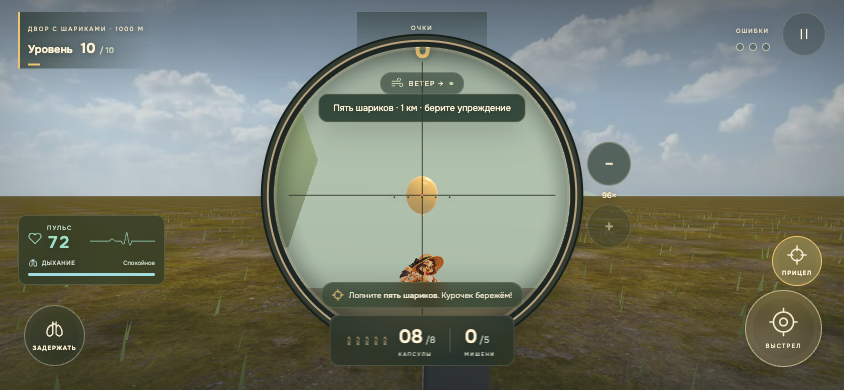 ДВОР С ШАРИКАМИ · 1000 М
Уровень 10 / 10
ОЧКИ
0
ОШИБКИ
ВЕТЕР →
Пять шариков · 1 км · берите упреждение
96×
ПУЛЬС
72
ДЫХАНИЕ Спокойное
ЗАДЕРЖАТЬ
Лопните пять шариков. Курочек бережём!
08 /8
КАПСУЛЫ
0 /5
МИШЕНИ
ПРИЦЕЛ
ВЫСТРЕЛ